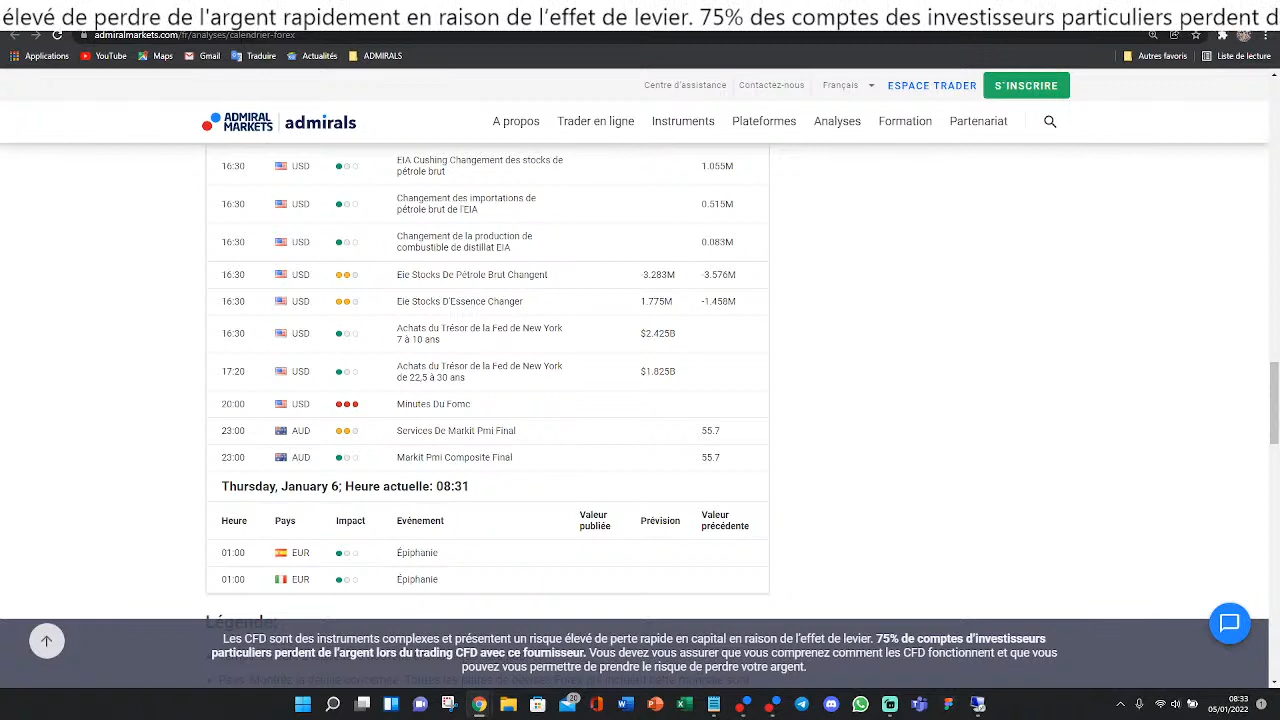 élevé de perdre de l'argent rapidement en raison de l'effet de levier. 75% des comptes des investisseurs particuliers perdent d
admiralmarkets.com/fr/analyses/calendrier-forex
Applications YouTube Maps Gmail Traduire Actualités ADMIRALS Autres favoris Liste de lecture
Centre d'assistance Contactez-nous Français ESPACE TRADER S'INSCRIRE
ADMIRAL MARKETS admirals A propos Trader en ligne Instruments Plateformes Analyses Formation Partenariat
16:30 USD EIA Cushing Changement des stocks de pétrole brut 1.055M
16:30 USD Changement des importations de pétrole brut de l'EIA 0.515M
16:30 USD Changement de la production de combustible de distillat EIA 0.083M
16:30 USD Eie Stocks De Pétrole Brut Changent -3.283M -3.576M
16:30 USD Eie Stocks D'Essence Changer 1.775M -1.458M
16:30 USD Achats du Trésor de la Fed de New York 7 à 10 ans $2.425B
17:20 USD Achats du Trésor de la Fed de New York de 22,5 à 30 ans $1.825B
20:00 USD Minutes Du Fomc
23:00 AUD Services De Markit Pmi Final 55.7
23:00 AUD Markit Pmi Composite Final 55.7
Thursday, January 6; Heure actuelle: 08:31
Heure Pays Impact Evénement Valeur publiée Prévision Valeur précédente
01:00 EUR Épiphanie
01:00 EUR Épiphanie
Légende:
Les CFD sont des instruments complexes et présentent un risque élevé de perte rapide en capital en raison de l'effet de levier. 75% de comptes d'investisseurs
particuliers perdent de l'argent lors du trading CFD avec ce fournisseur. Vous devez vous assurer que vous comprenez comment les CFD fonctionnent et que vous
pouvez vous permettre de prendre le risque de perdre votre argent.
20
08:33
05/01/2022